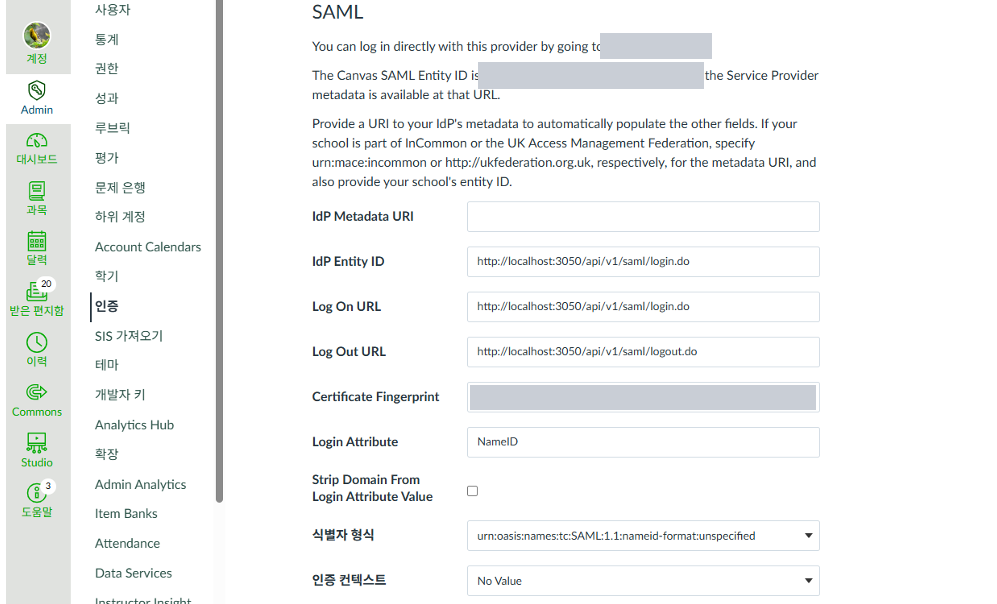 계정
Admin
대시보드
과목
달력
20
받은 편지함
이력
Commons
Studio
3
도움말
사용자
통계
권한
성과
루브릭
평가
문제 은행
하위 계정
Account Calendars
학기
인증
SIS 가져오기
테마
개발자 키
Analytics Hub
확장
Admin Analytics
Item Banks
Attendance
Data Services
Instructor Insight
SAML
You can log in directly with this provider by going to
The Canvas SAML Entity ID is the Service Provider
metadata is available at that URL.
Provide a URI to your IdP's metadata to automatically populate the other fields. If your
school is part of InCommon or the UK Access Management Federation, specify
urn:mace:incommon or http://ukfederation.org.uk, respectively, for the metadata URI, and
also provide your school's entity ID.
IdP Metadata URI
IdP Entity ID http://localhost:3050/api/v1/saml/login.do
Log On URL http://localhost:3050/api/v1/saml/login.do
Log Out URL http://localhost:3050/api/v1/saml/logout.do
Certificate Fingerprint
Login Attribute NameID
Strip Domain From
Login Attribute Value
식별자 형식 urn:oasis:names:tc:SAML:1.1:nameid-format:unspecified
인증 컨텍스트 No Value